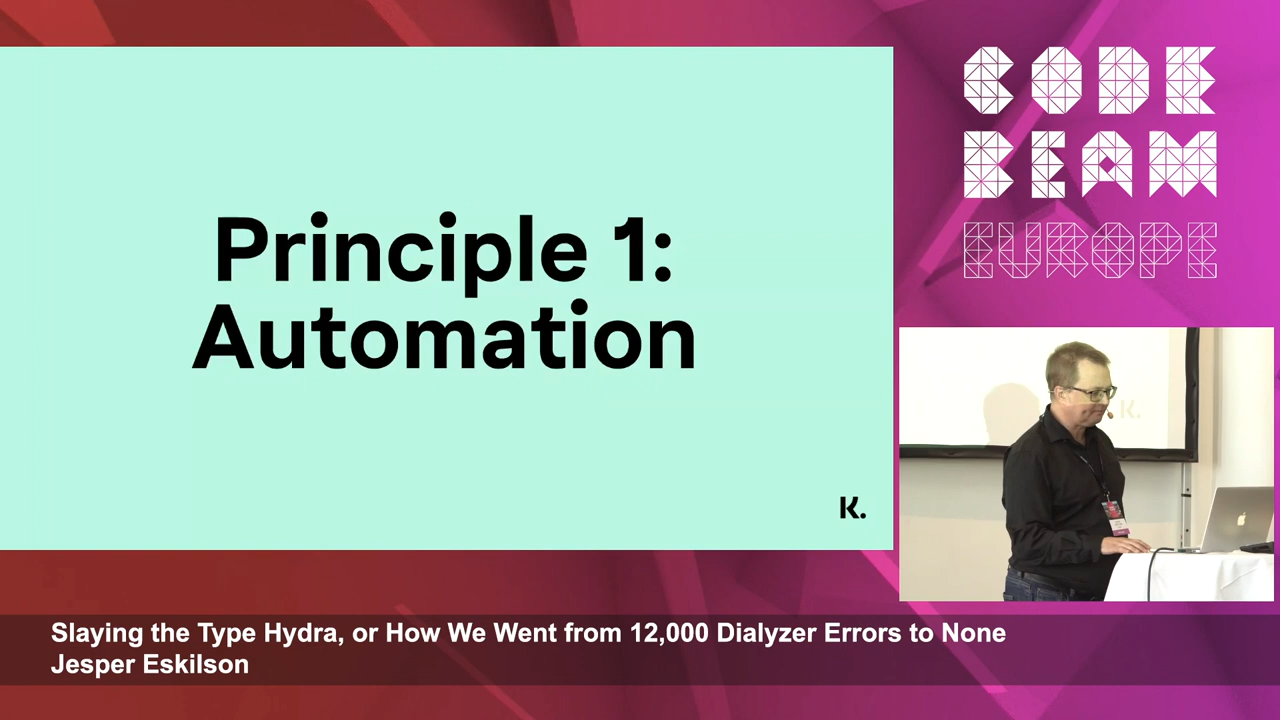 Principle 1:
Automation
K.
CODE
BEAM
EUROPE
K.
Slaying the Type Hydra, or How We Went from 12,000 Dialyzer Errors to None
Jesper Eskilson